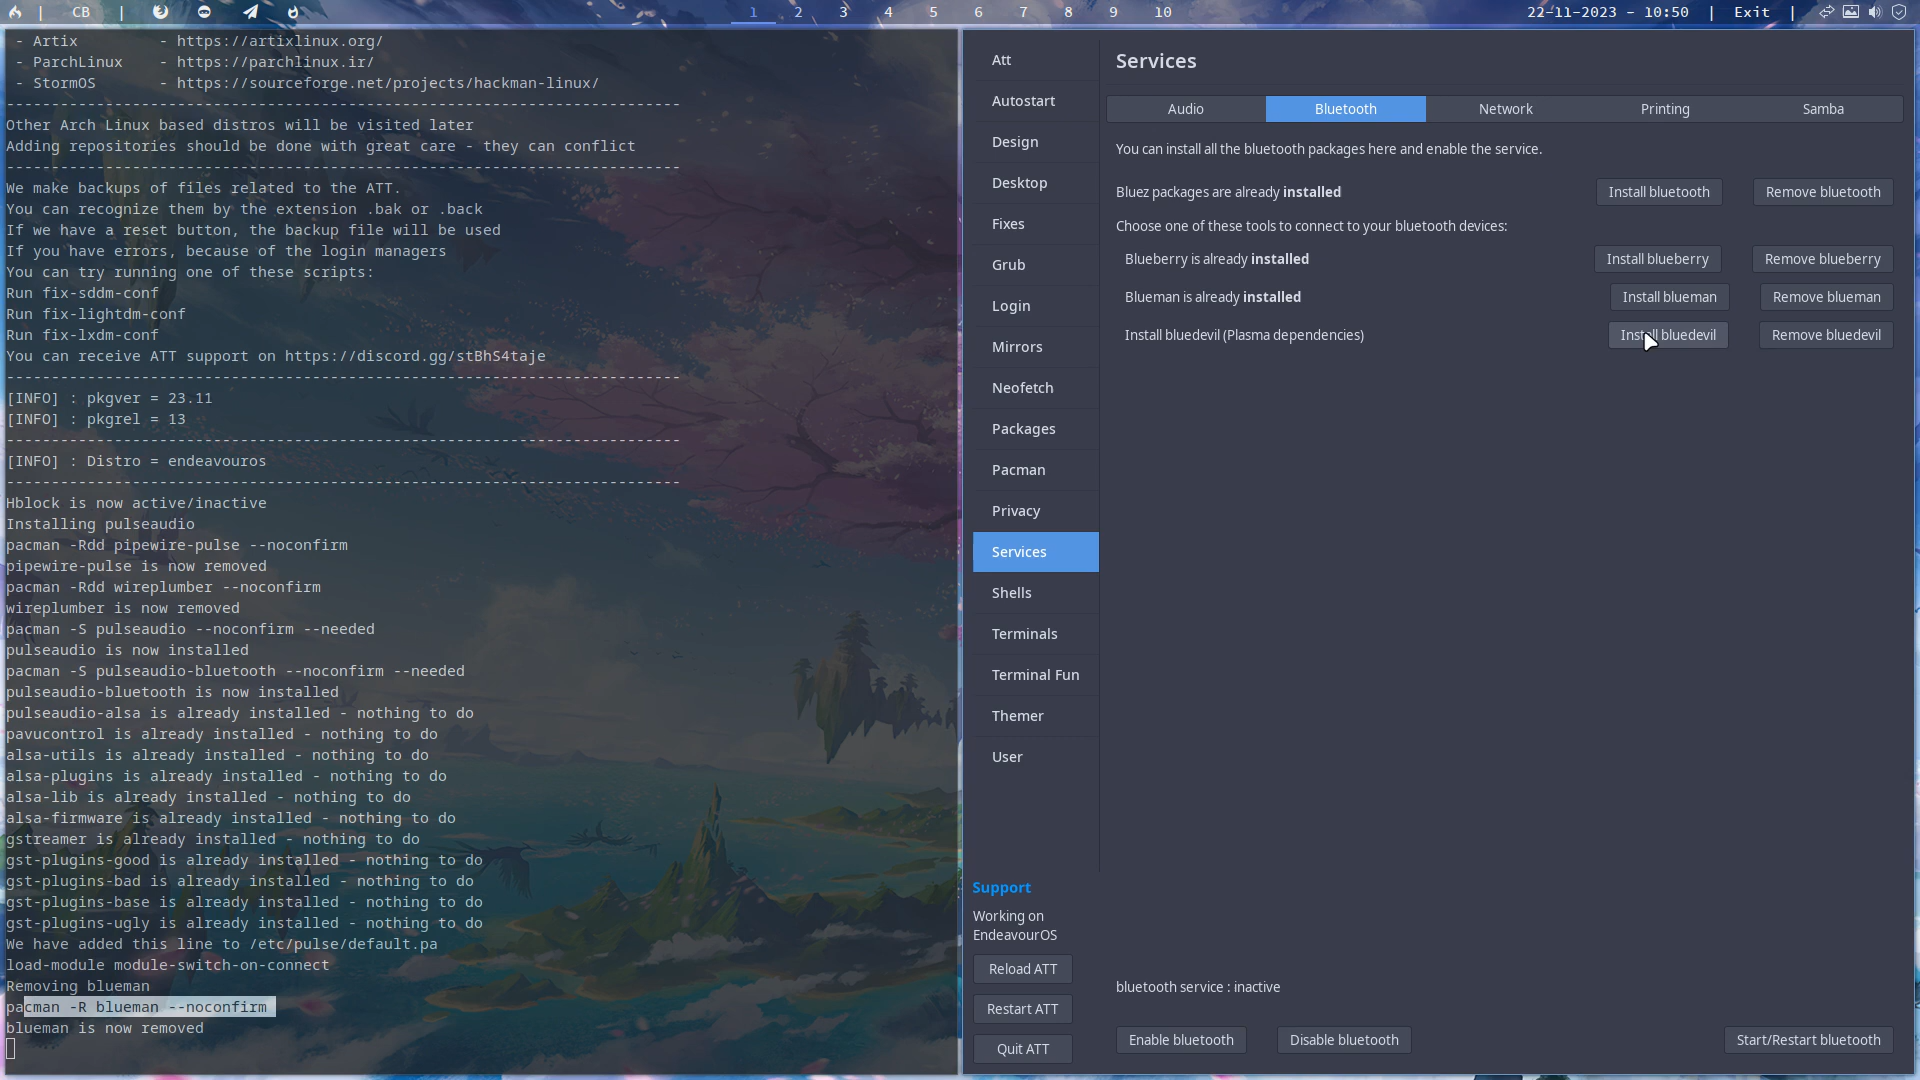 | CB |
1 2 3 4 5 6 7 8 9 10
22-11-2023 - 10:50 | Exit |
- Artix - https://artixlinux.org/
- ParchLinux - https://parchlinux.ir/
- StormOS - https://sourceforge.net/projects/hackman-linux/
---------------------------------------------------------------------------
Other Arch Linux based distros will be visited later
Adding repositories should be done with great care - they can conflict
---------------------------------------------------------------------------
We make backups of files related to the ATT.
You can recognize them by the extension .bak or .back
If we have a reset button, the backup file will be used
If you have errors, because of the login managers
You can try running one of these scripts:
Run fix-sddm-conf
Run fix-lightdm-conf
Run fix-lxdm-conf
You can receive ATT support on https://discord.gg/stBhS4taje
---------------------------------------------------------------------------
[INFO] : pkgver = 23.11
[INFO] : pkgrel = 13
---------------------------------------------------------------------------
[INFO] : Distro = endeavouros
---------------------------------------------------------------------------
Hblock is now active/inactive
Installing pulseaudio
pacman -Rdd pipewire-pulse --noconfirm
pipewire-pulse is now removed
pacman -Rdd wireplumber --noconfirm
wireplumber is now removed
pacman -S pulseaudio --noconfirm --needed
pulseaudio is now installed
pacman -S pulseaudio-bluetooth --noconfirm --needed
pulseaudio-bluetooth is now installed
pulseaudio-alsa is already installed - nothing to do
pavucontrol is already installed - nothing to do
alsa-utils is already installed - nothing to do
alsa-plugins is already installed - nothing to do
alsa-lib is already installed - nothing to do
alsa-firmware is already installed - nothing to do
gstreamer is already installed - nothing to do
gst-plugins-good is already installed - nothing to do
gst-plugins-bad is already installed - nothing to do
gst-plugins-base is already installed - nothing to do
gst-plugins-ugly is already installed - nothing to do
We have added this line to /etc/pulse/default.pa
load-module module-switch-on-connect
Removing blueman
pacman -R blueman --noconfirm
blueman is now removed
Att
Autostart
Design
Desktop
Fixes
Grub
Login
Mirrors
Neofetch
Packages
Pacman
Privacy
Services
Shells
Terminals
Terminal Fun
Themer
User
Support
Working on
EndeavourOS
Reload ATT
Restart ATT
Quit ATT
Services
Audio Bluetooth Network Printing Samba
You can install all the bluetooth packages here and enable the service.
Bluez packages are already installed Install bluetooth Remove bluetooth
Choose one of these tools to connect to your bluetooth devices:
Blueberry is already installed Install blueberry Remove blueberry
Blueman is already installed Install blueman Remove blueman
Install bluedevil (Plasma dependencies) Install bluedevil Remove bluedevil
bluetooth service : inactive
Enable bluetooth Disable bluetooth Start/Restart bluetooth